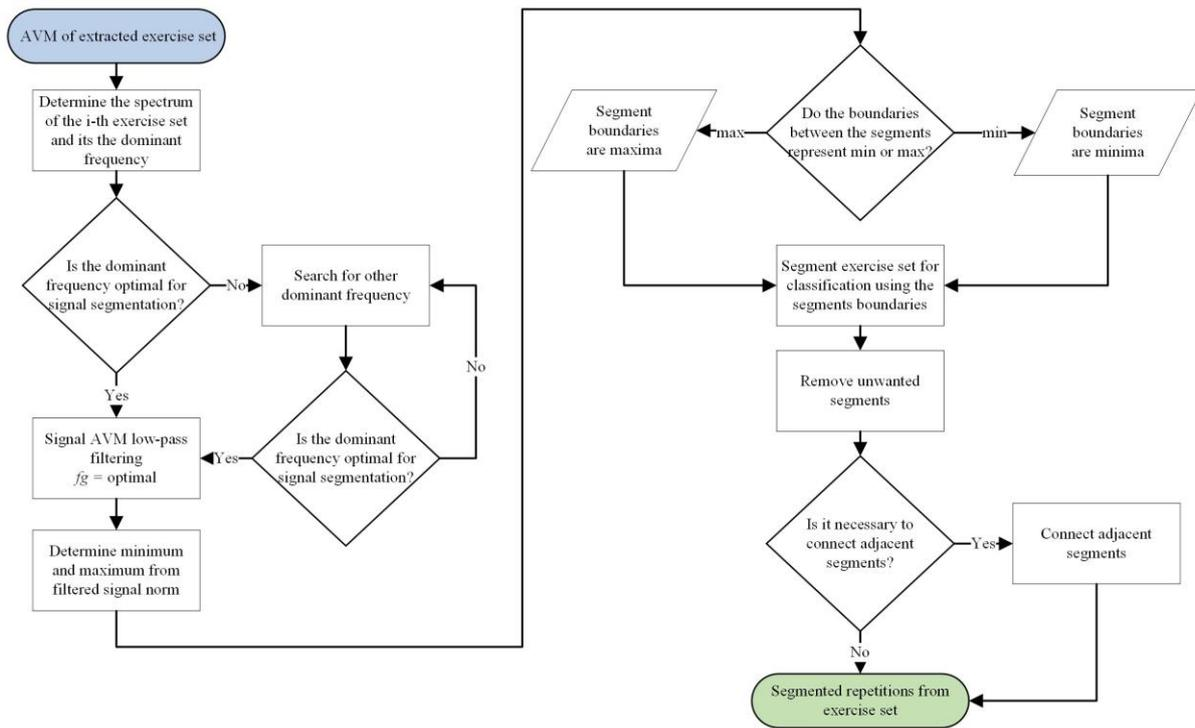 AVM of extracted exercise set
Determine the spectrum
of the i-th exercise set
and its the dominant
frequency
Is the dominant
frequency optimal for
signal segmentation?
No
Search for other
dominant frequency
No
Yes
Is the dominant
frequency optimal for
signal segmentation?
Yes
Signal AVM low-pass
filtering
fg = optimal
Determine minimum
and maximum from
filtered signal norm
Do the boundaries
between the segments
represent min or max?
max
Segment
boundaries
are maxima
min
Segment
boundaries
are minima
Segment exercise set for
classification using the
segments boundaries
Remove unwanted
segments
Is it necessary to
connect adjacent
segments?
Yes
Connect adjacent
segments
No
Segmented repetitions from
exercise set